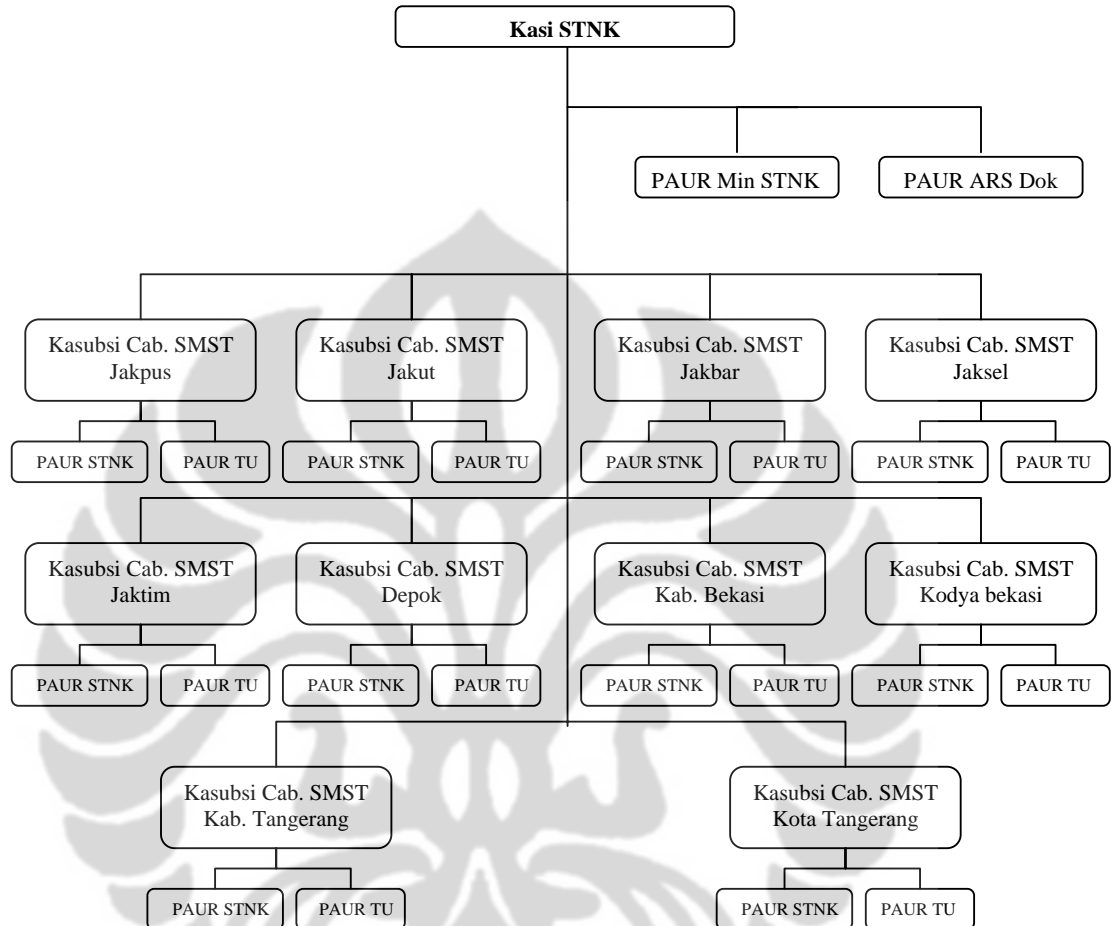 Kasi STNK
PAUR Min STNK
PAUR ARS Dok
Kasubsi Cab. SMST
Jakpus
Kasubsi Cab. SMST
Jakut
Kasubsi Cab. SMST
Jakbar
Kasubsi Cab. SMST
Jaksel
PAUR STNK
PAUR TU
PAUR STNK
PAUR TU
PAUR STNK
PAUR TU
PAUR STNK
PAUR TU
Kasubsi Cab. SMST
Jaktim
Kasubsi Cab. SMST
Depok
Kasubsi Cab. SMST
Kab. Bekasi
Kasubsi Cab. SMST
Kodya bekasi
PAUR STNK
PAUR TU
PAUR STNK
PAUR TU
PAUR STNK
PAUR TU
PAUR STNK
PAUR TU
Kasubsi Cab. SMST
Kab. Tangerang
Kasubsi Cab. SMST
Kota Tangerang
PAUR STNK
PAUR TU
PAUR STNK
PAUR TU